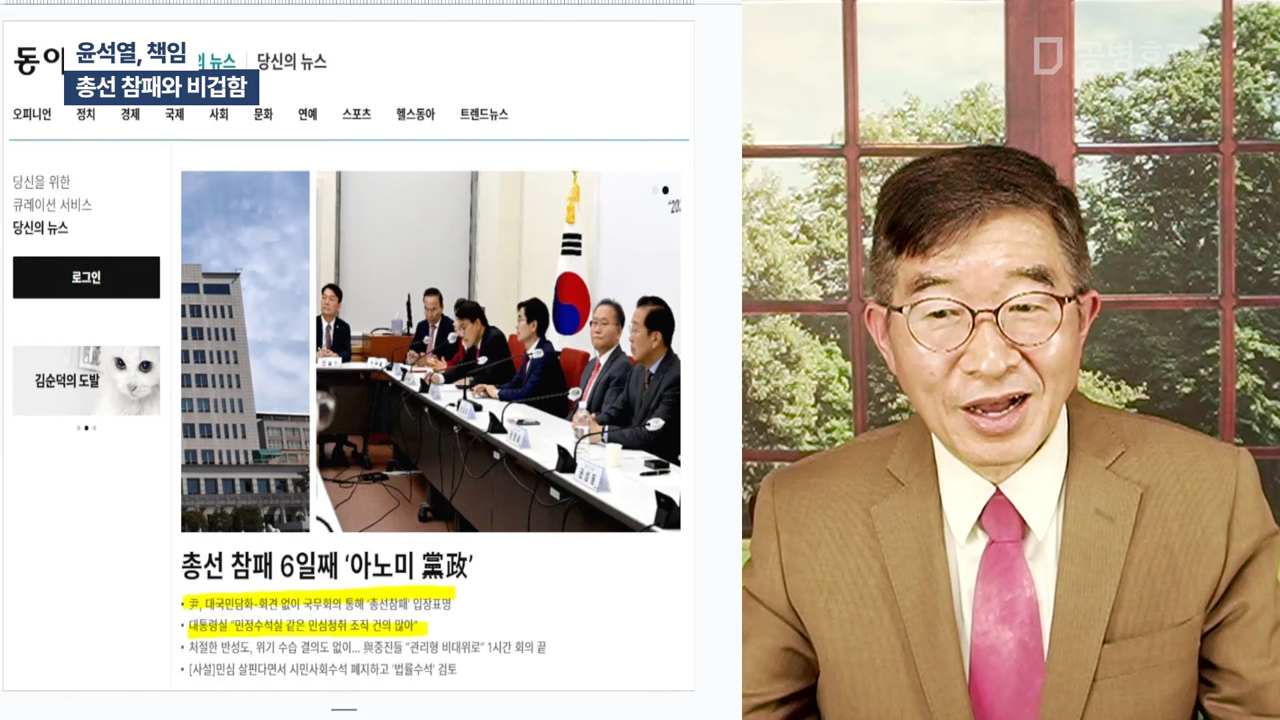 윤석열, 책임
총선 참패와 비겁함
동아
의 뉴스
당신의 뉴스
오피니언 정치 경제 국제 사회 문화 연예 스포츠 헬스동아 트렌드뉴스
당신을 위한
큐레이션 서비스
당신의 뉴스
로그인
김순덕의 도발
총선 참패 6일째 ‘아노미 黨政’
• 尹, 대국민담화-회견 없이 국무회의 통해 ‘총선참패’ 입장표명
• 대통령실 “민정수석실 같은 민심청취 조직 건의 많아”
• 처절한 반성도, 위기 수습 결의도 없이... 與중진들 “관리형 비대위로” 1시간 회의 끝
• [사설]민심 살핀다면서 시민사회수석 폐지하고 ‘법률수석’ 검토